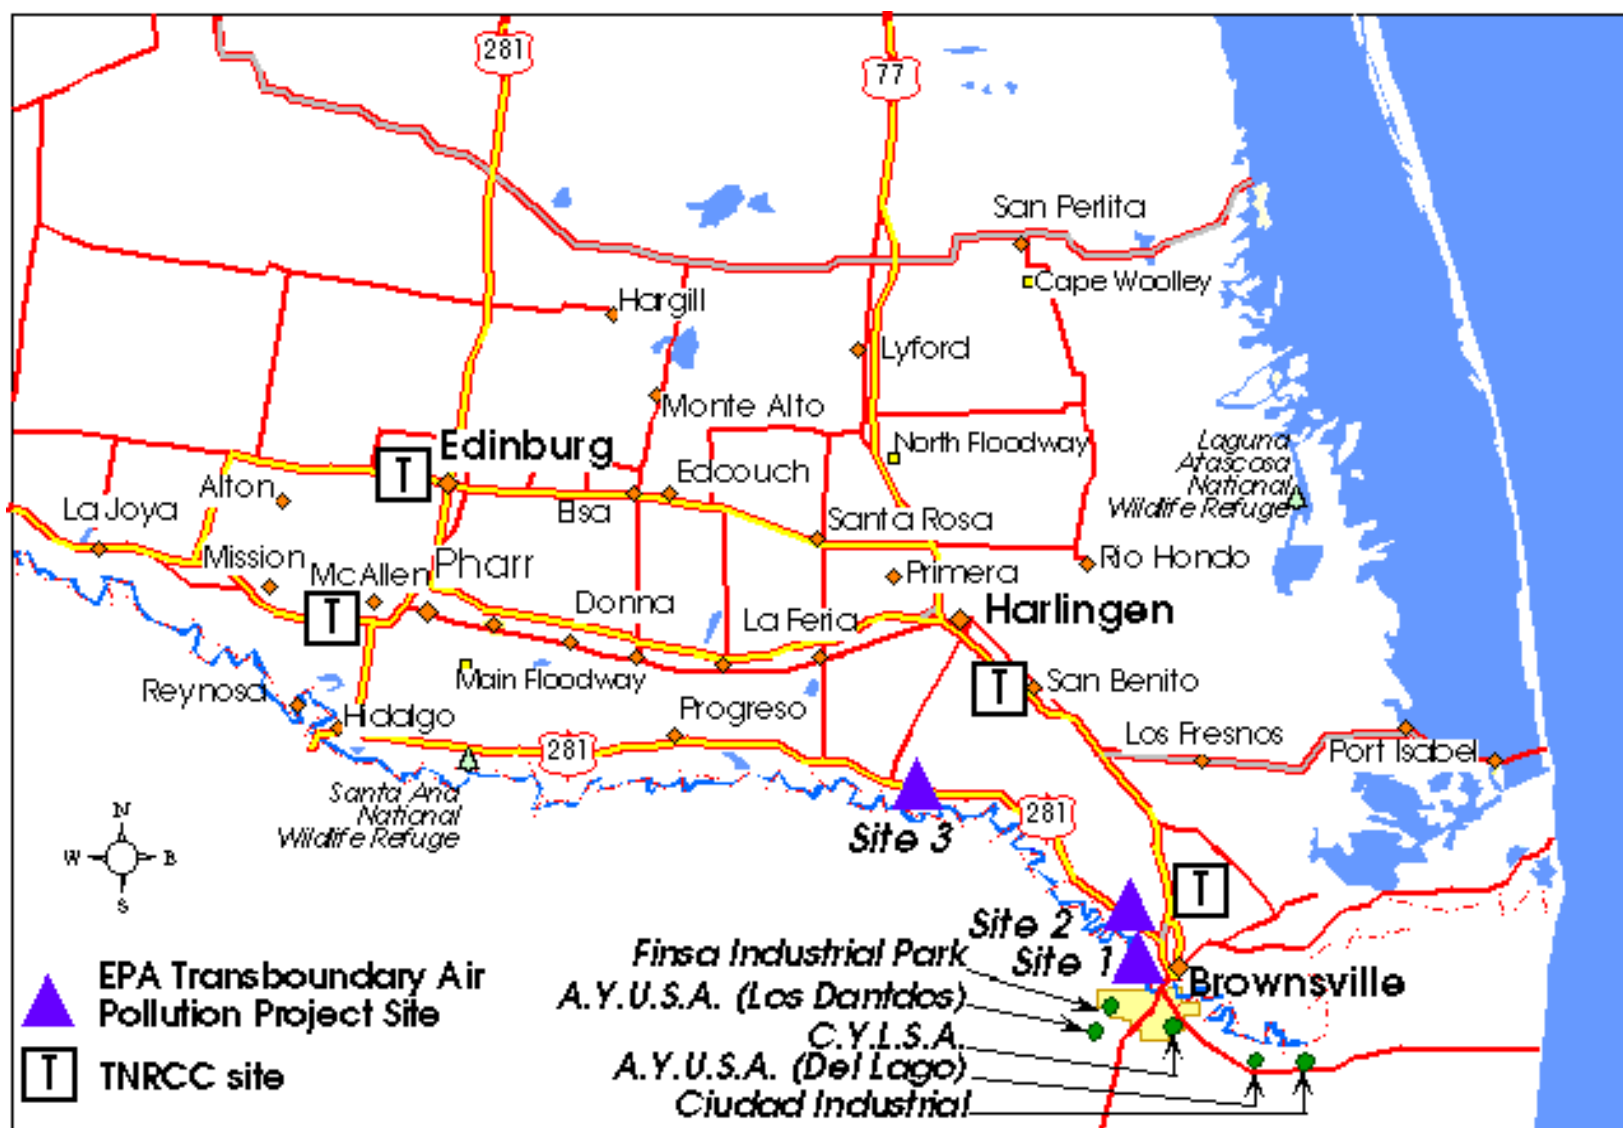 281
77
San Perlita
Cape Woolley
Hargill
Lyford
Monte Alto
North Floodway
Laguna
Atascosa
National
Wildlife Refuge
T
Edinburg
Edcouch
Alton
Elsa
La Joya
Santa Rosa
Mission
McAllen
Pharr
Primera
Rio Hondo
T
Donna
La Feria
Harlingen
Main Floodway
T
San Benito
Reynosa
Hidalgo
Progreso
Los Fresnos
Port Isabel
281
Santa Ana
National
Wildlife Refuge
281
Site 3
N
W
E
S
T
Site 2
Site 1
Brownsville
Finsa Industrial Park
A.Y.U.S.A. (Los Dantdos)
C.Y.L.S.A.
A.Y.U.S.A. (Del Lago)
Ciudad Industrial
EPA Transboundary Air
Pollution Project Site
T
TNRCC site